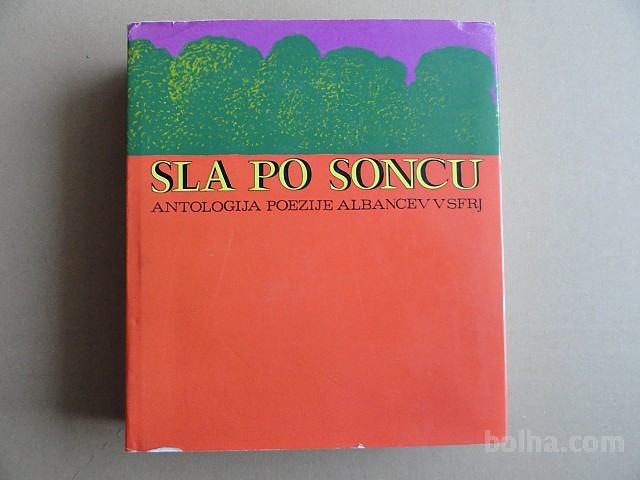 SLA PO SONCU
ANTOLOGIJA POEZIJE ALBANCEV V SFRJ
bolha.com